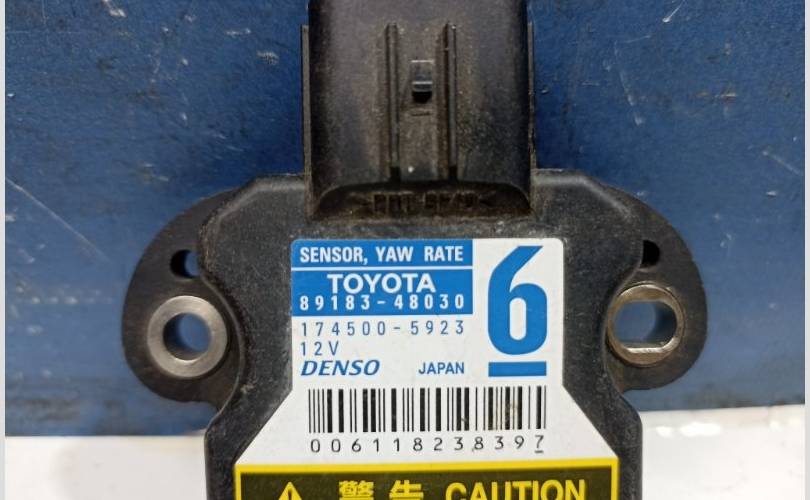 SENSOR, YAW RATE
TOYOTA
89183-48030
6
174500-5923
12V
DENSO JAPAN
006118238397
警告 CAUTION